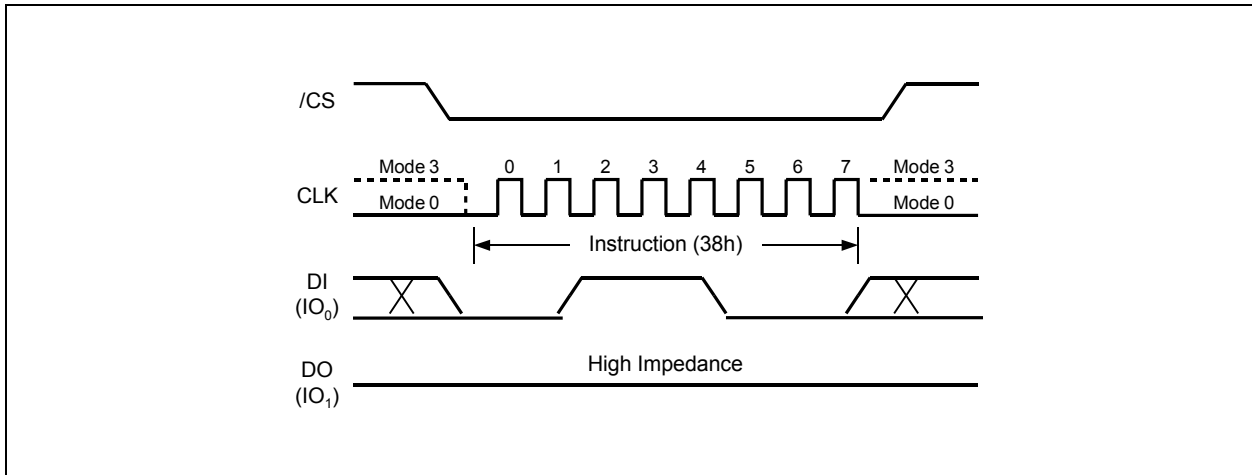 /CS
Mode 3 0 1 2 3 4 5 6 7 Mode 3
CLK
Mode 0 Mode 0
Instruction (38h)
DI
(IO0)
High Impedance
DO
(IO1)